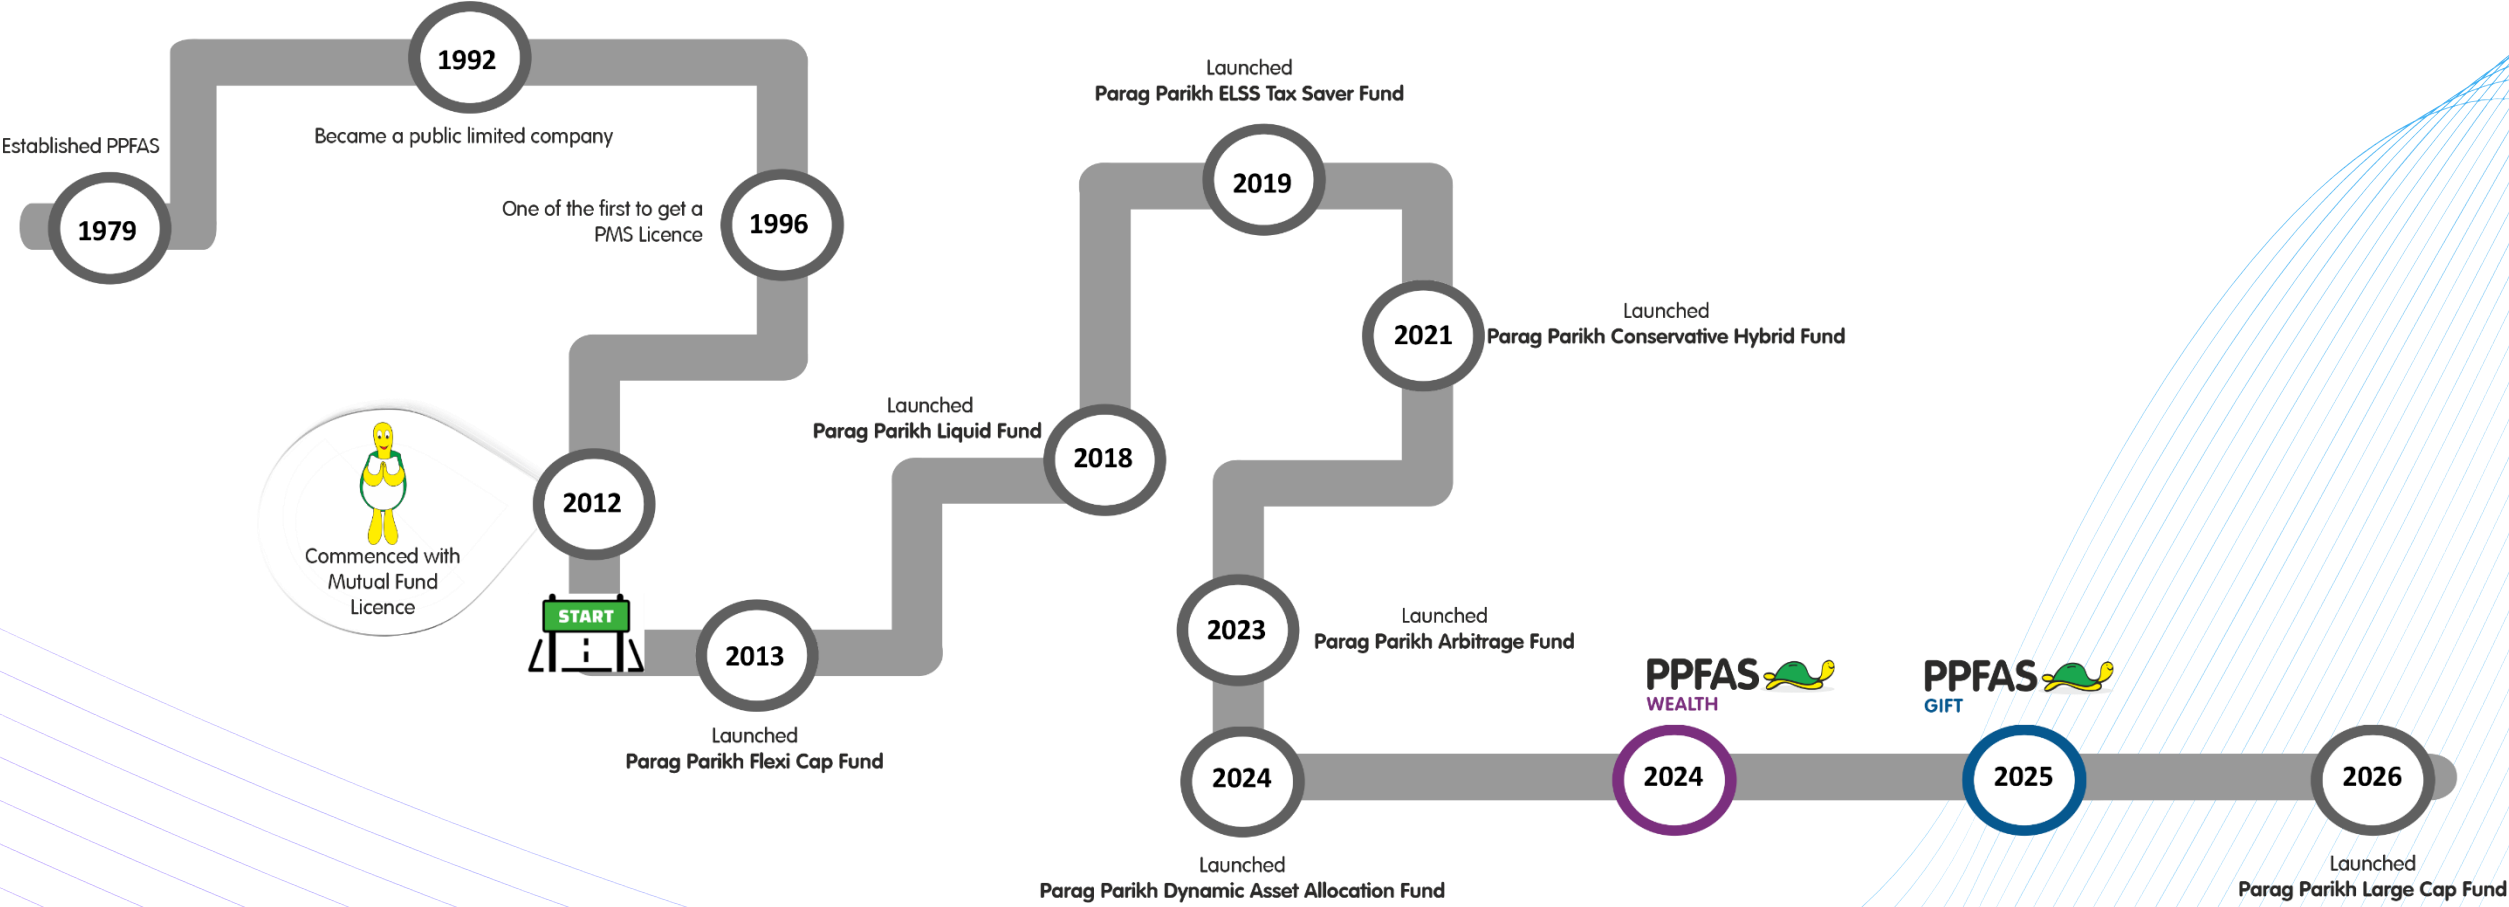 Established PPFAS
1979
1992
Became a public limited company
One of the first to get a
PMS Licence
1996
2012
Commenced with
Mutual Fund
Licence
START
2013
Launched
Parag Parikh Flexi Cap Fund
Launched
Parag Parikh Liquid Fund
2018
Launched
Parag Parikh ELSS Tax Saver Fund
2019
2021
Launched
Parag Parikh Conservative Hybrid Fund
2023
Launched
Parag Parikh Arbitrage Fund
2024
Launched
Parag Parikh Dynamic Asset Allocation Fund
PPFAS
WEALTH
2024
PPFAS
GIFT
2025
2026
Launched
Parag Parikh Large Cap Fund